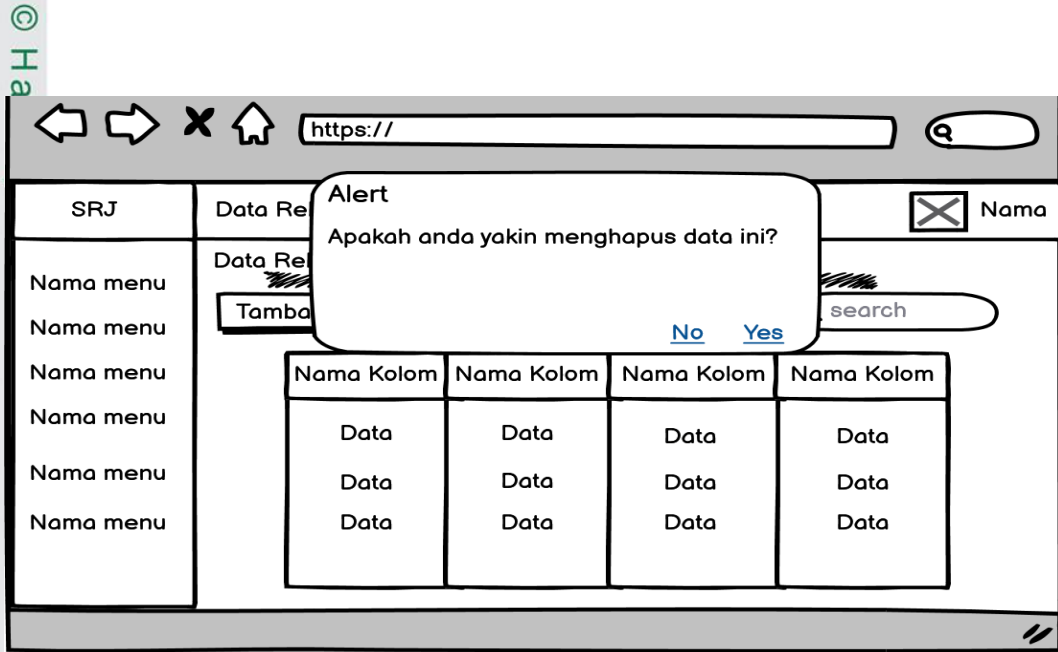 © Ha
https://
SRJ
Data Re
Nama
Alert
Apakah anda yakin menghapus data ini?
No Yes
Data Re
Tamba
search
Nama menu
Nama menu
Nama menu
Nama menu
Nama menu
Nama menu
Nama Kolom Nama Kolom Nama Kolom Nama Kolom
Data Data Data Data
Data Data Data Data
Data Data Data Data